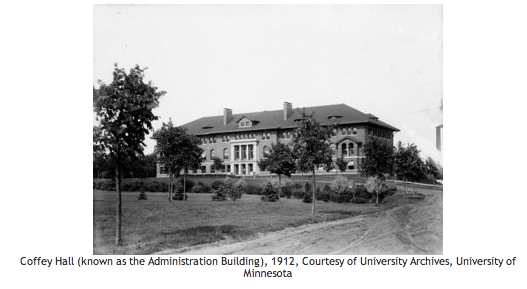 Coffey Hall (known as the Administration Building), 1912, Courtesy of University Archives, University of
Minnesota